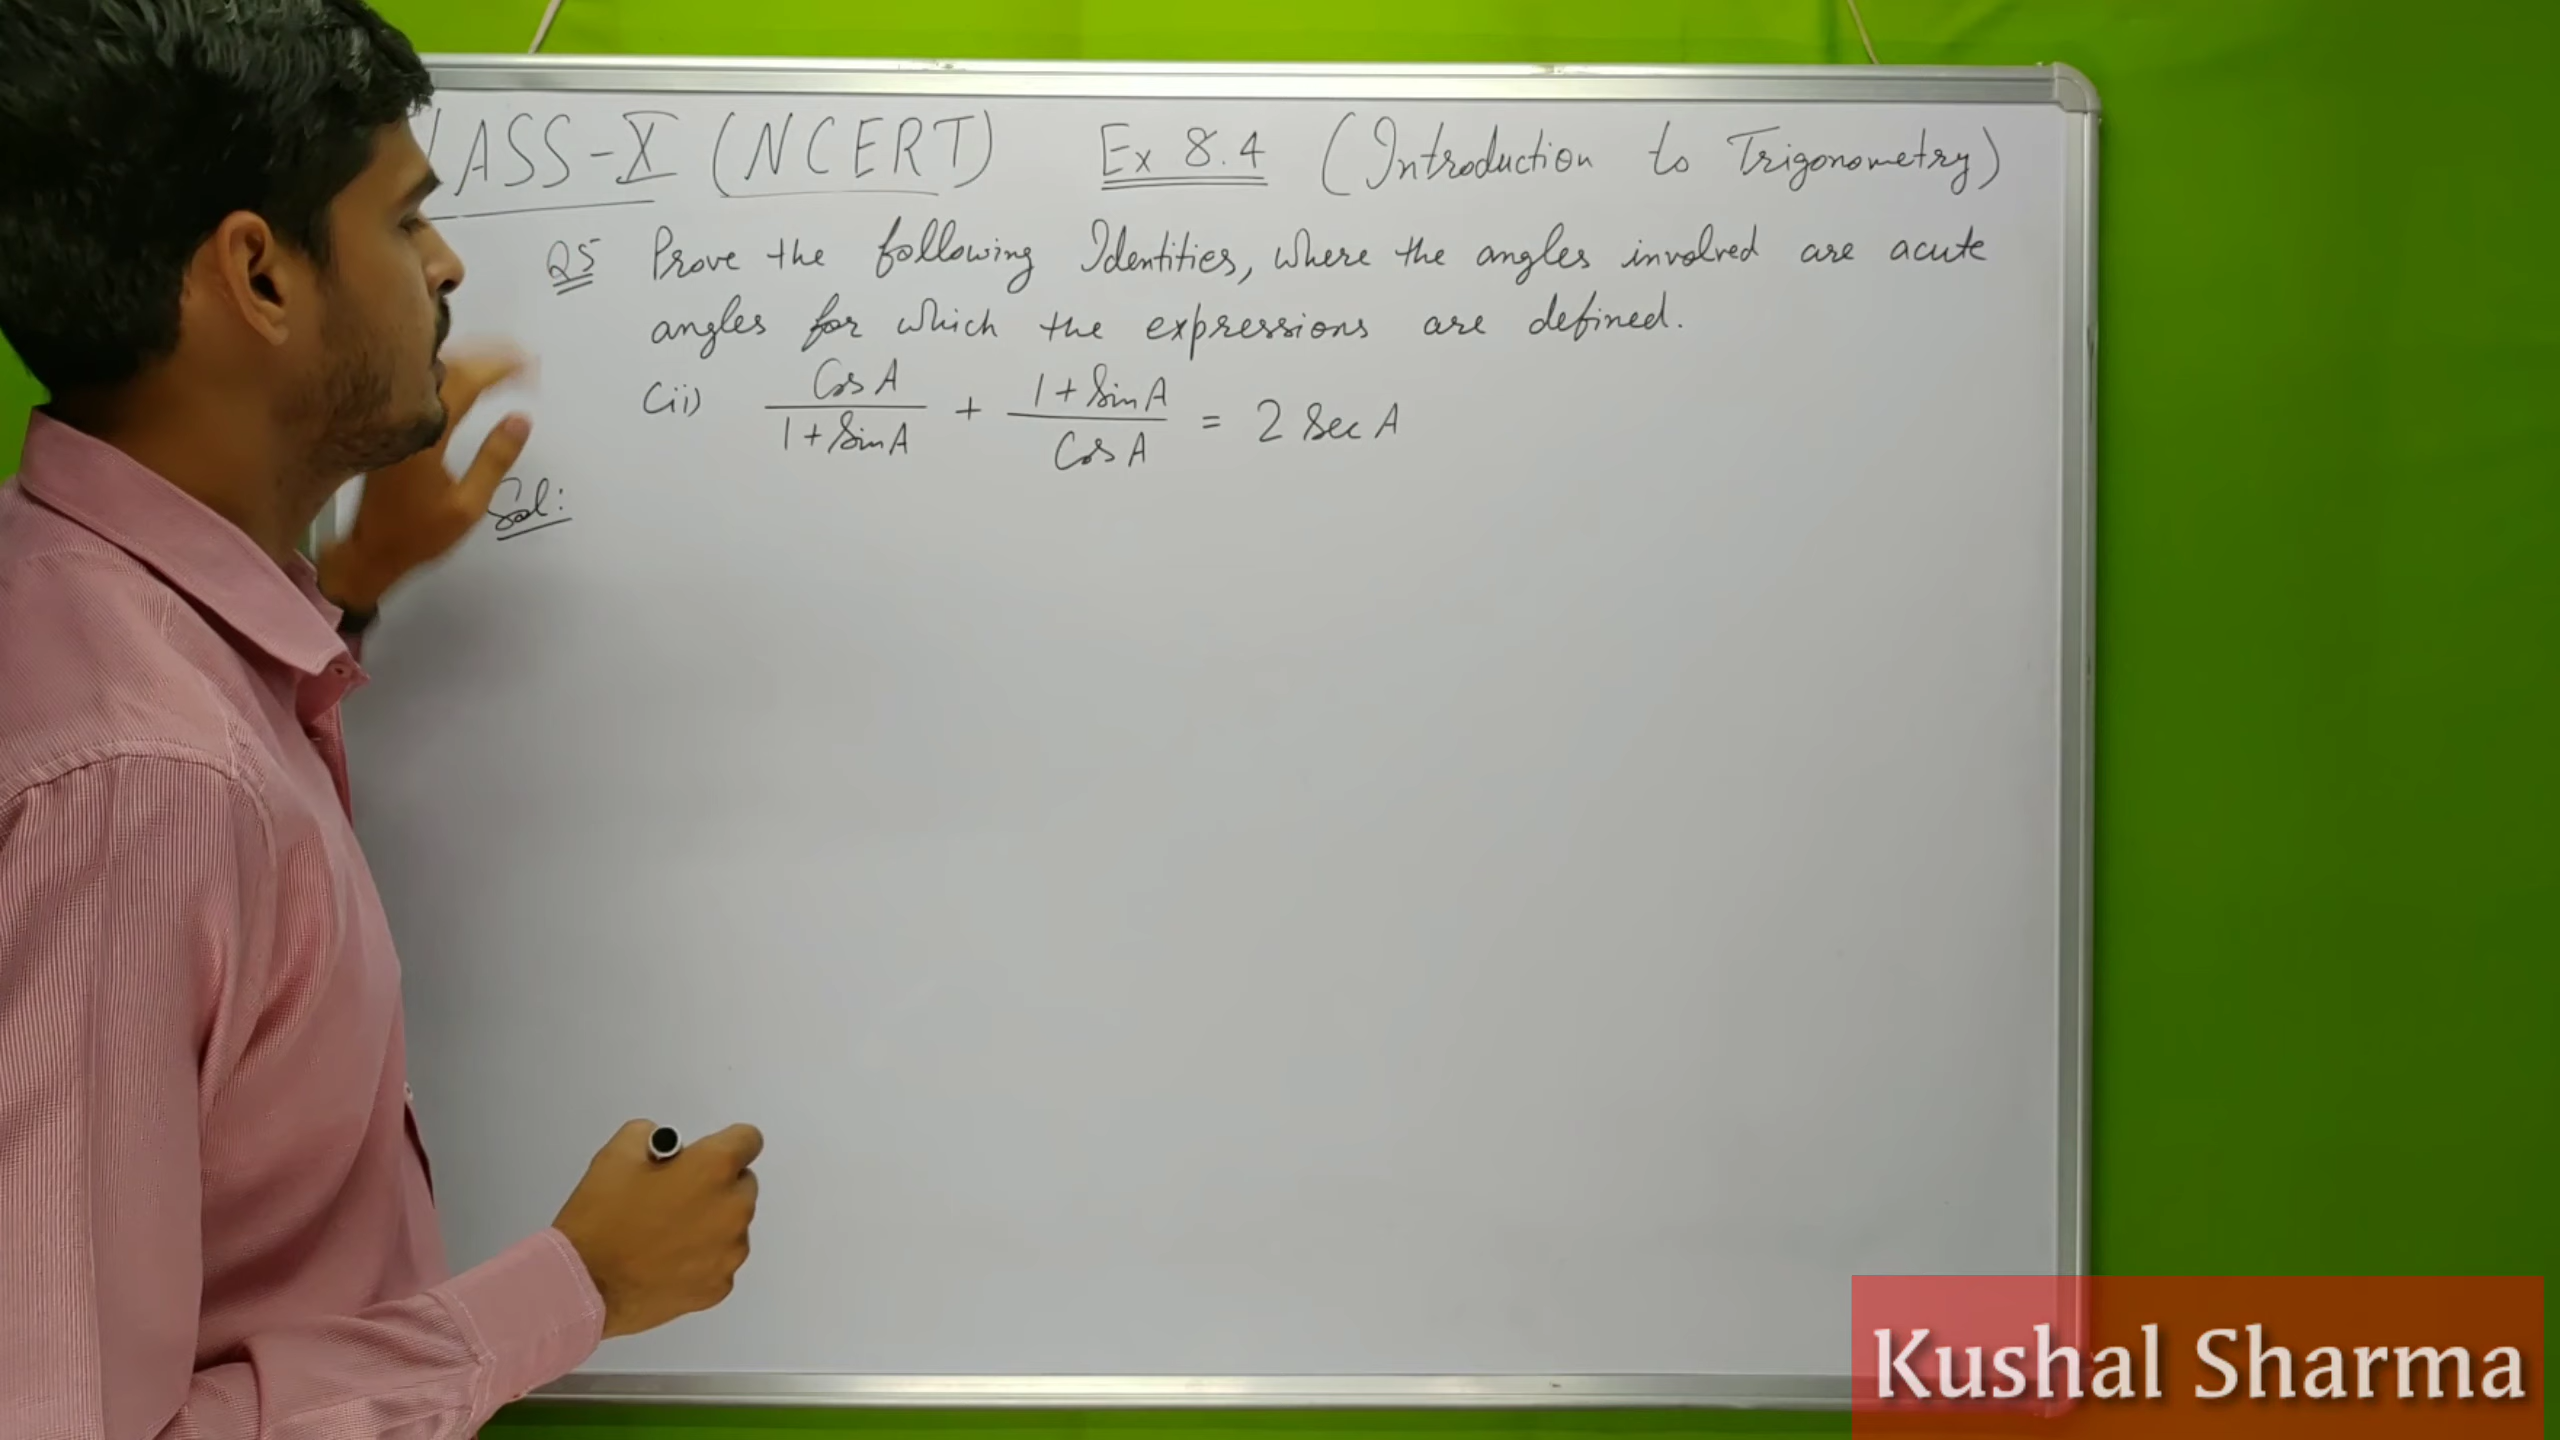 LASS-X (NCERT) Ex 8.4 (Introduction to Trigonometry)
Q5 Prove the following Identities, where the angles involved are acute
angles for which the expressions are defined.
(ii) Cos A / 1 + Sin A + 1 + Sin A / Cos A = 2 Sec A
Sol:
Kushal Sharma